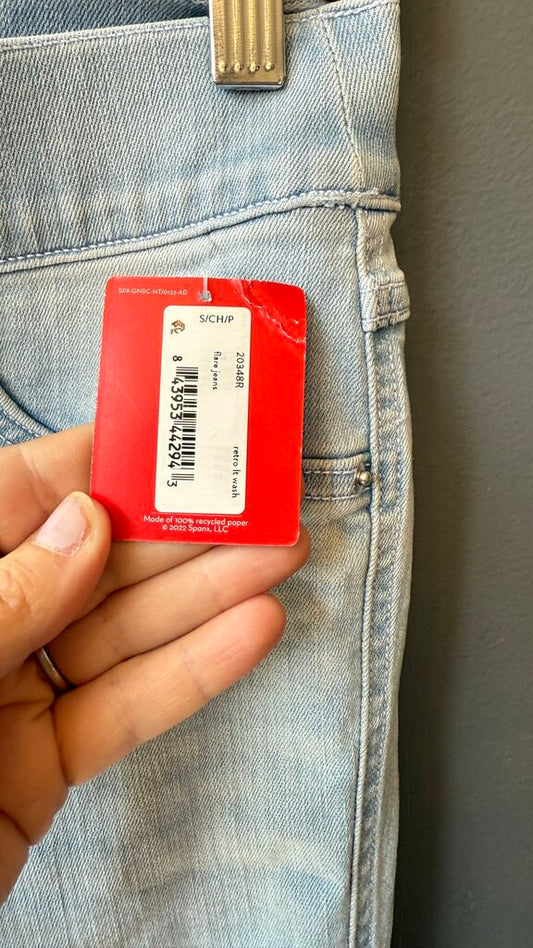 SPX-GNRC-HT/0122-AD
S/CH/P
20348R
flare jeans
retro lt wash
8 43953 44294 3
Made of 100% recycled paper
© 2022 Spanx, LLC